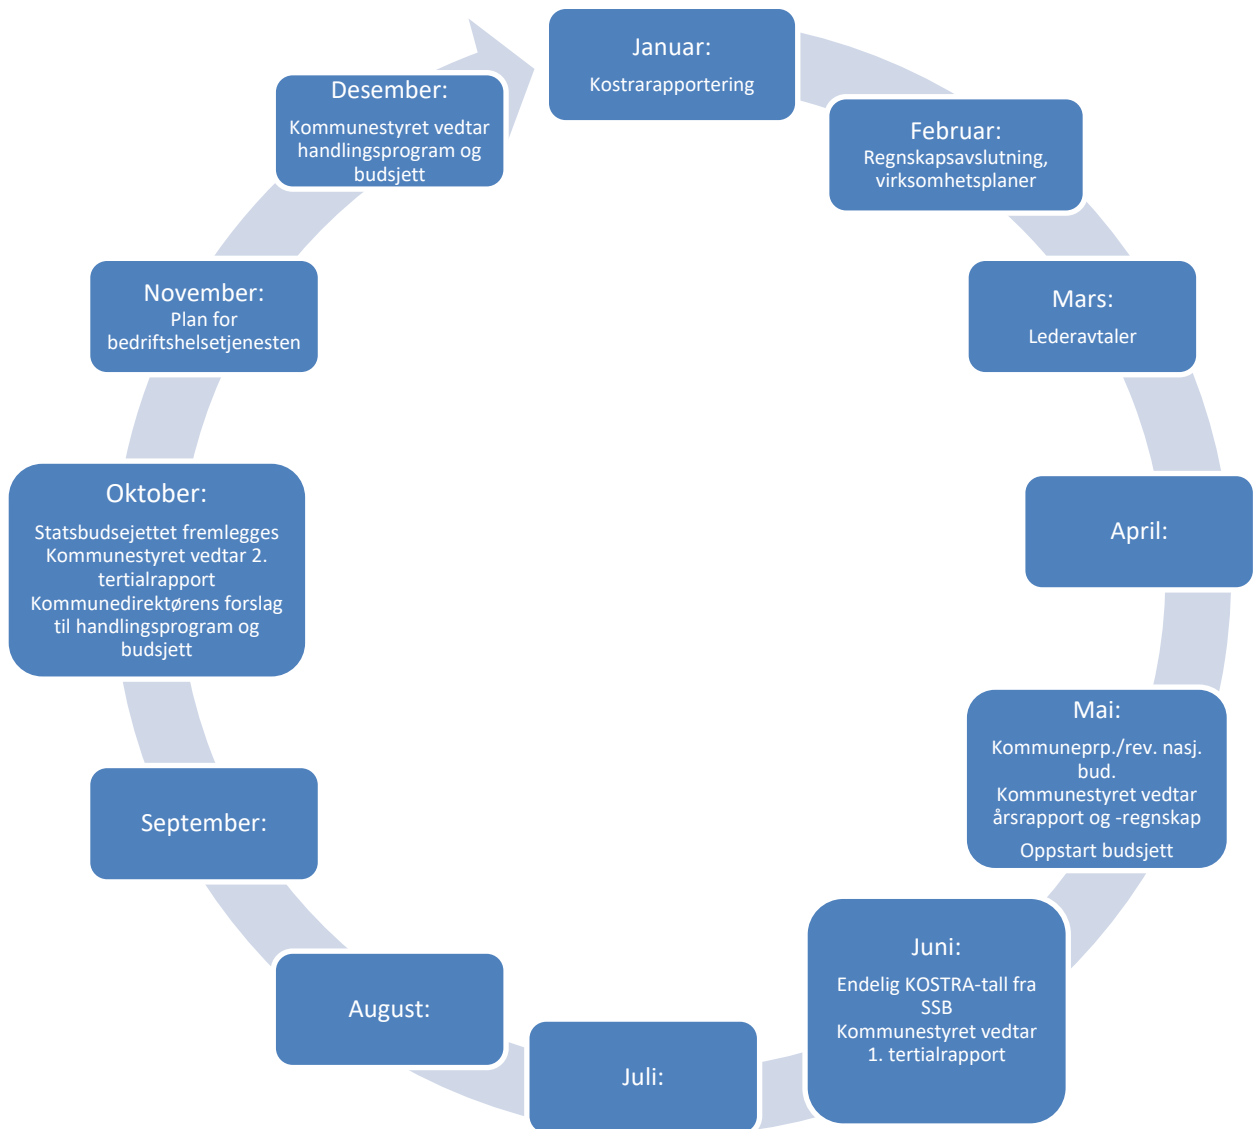 Januar:
Kostrarapportering
Februar:
Regnskapsavslutning,
virksomhetsplaner
Mars:
Lederavtaler
April:
Mai:
Kommuneprp./rev. nasj.
bud.
Kommunestyret vedtar
årsrapport og -regnskap
Oppstart budsjett
Juni:
Endelig KOSTRA-tall fra
SSB
Kommunestyret vedtar
1. tertialrapport
Juli:
August:
September:
Oktober:
Statsbudsejettet fremlegges
Kommunestyret vedtar 2.
tertialrapport
Kommunedirektørens forslag
til handlingsprogram og
budsjett
November:
Plan for
bedriftshelsetjenesten
Desember:
Kommunestyret vedtar
handlingsprogram og
budsjett